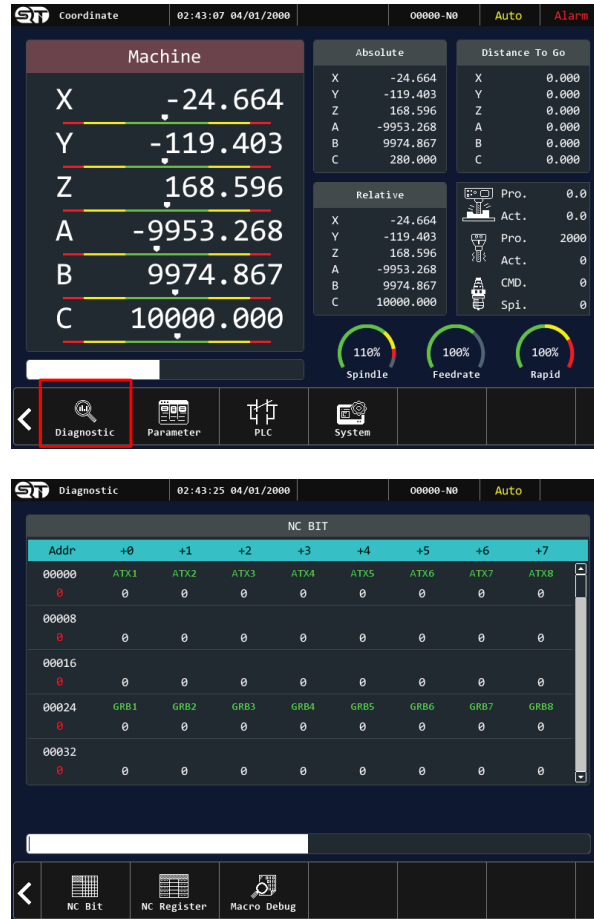 Coordinate 02:43:07 04/01/2000 O0000-N0 Auto Alarm
Machine
X -24.664
Y -119.403
Z 168.596
A -9953.268
B 9974.867
C 10000.000
Absolute
X -24.664
Y -119.403
Z 168.596
A -9953.268
B 9974.867
C 280.000
Distance To Go
X 0.000
Y 0.000
Z 0.000
A 0.000
B 0.000
C 0.000
Relative
X -24.664
Y -119.403
Z 168.596
A -9953.268
B 9974.867
C 10000.000
Pro. 0.0
Act. 0.0
Pro. 2000
Act. 0
CMD. 0
Spi. 0
110% 100% 100%
Spindle Feedrate Rapid
Diagnostic Parameter PLC System
Diagnostic 02:43:25 04/01/2000 O0000-N0 Auto
NC BIT
Addr +0 +1 +2 +3 +4 +5 +6 +7
00000 ATX1 ATX2 ATX3 ATX4 ATX5 ATX6 ATX7 ATX8
0 0 0 0 0 0 0 0 0
00008
0 0 0 0 0 0 0 0 0
00016
0 0 0 0 0 0 0 0 0
00024 GRB1 GRB2 GRB3 GRB4 GRB5 GRB6 GRB7 GRB8
0 0 0 0 0 0 0 0 0
00032
0 0 0 0 0 0 0 0 0
NC Bit NC Register Macro Debug